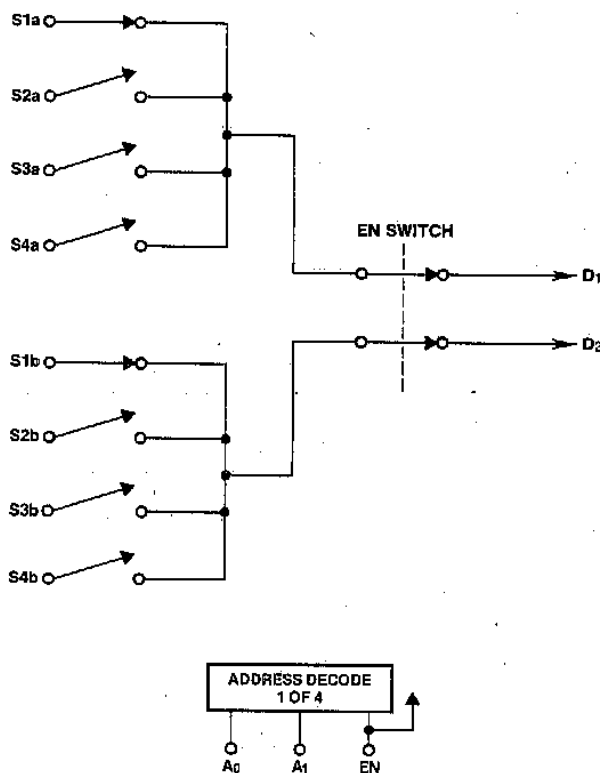 S1a
S2a
S3a
S4a
EN SWITCH
D1
D2
S1b
S2b
S3b
S4b
ADDRESS DECODE
1 OF 4
A0
A1
EN